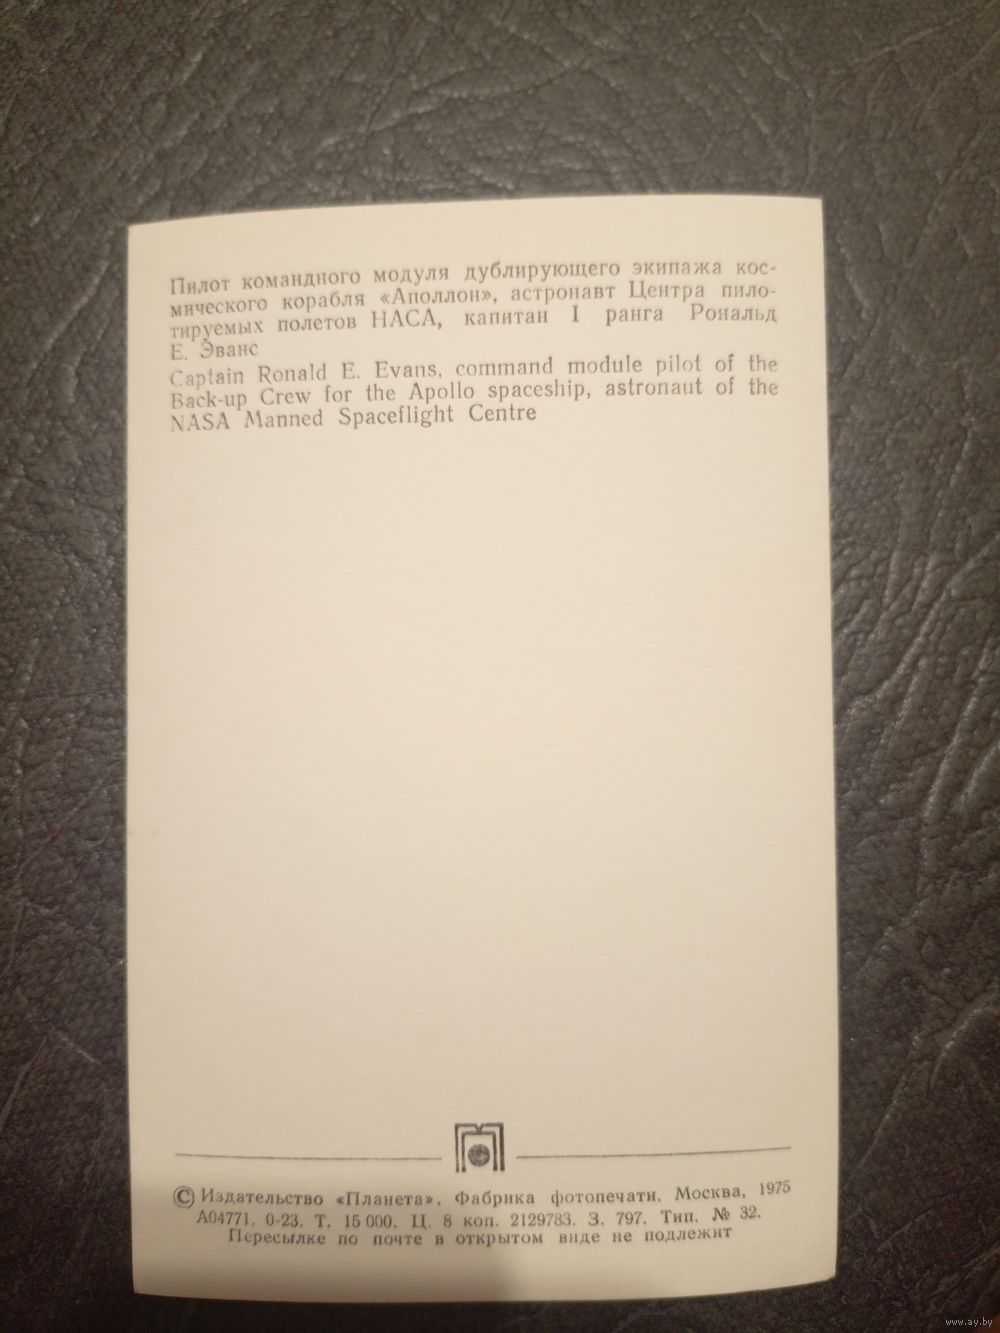 Пилот командного модуля дублирующего экипажа кос-
мического корабля «Аполлон», астронавт Центра пило-
тируемых полетов НАСА, капитан I ранга Рональд
Е. Эванс
Captain Ronald E. Evans, command module pilot of the
Back-up Crew for the Apollo spaceship, astronaut of the
NASA Manned Spaceflight Centre
© Издательство «Планета». Фабрика фотопечати. Москва, 1975
А04771. 0-23. Т. 15 000. Ц. 8 коп. 2129783. З. 797. Тип. № 32.
Пересылке по почте в открытом виде не подлежит
www.ay.by